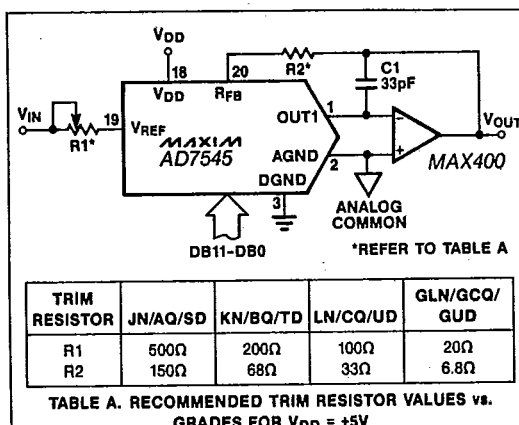 VDD
18
VDD
20
RFB
R2*
C1
33pF
VIN
R1*
19
VREF
MAXIM
AD7545
OUT1
1
AGND
2
DGND
3
VOUT
MAX400
ANALOG
COMMON
DB11-DB0
*REFER TO TABLE A
TRIM RESISTOR JN/AQ/SD KN/BQ/TD LN/CQ/UD GLN/GCQ/GUD
R1 500Ω 200Ω 100Ω 20Ω
R2 150Ω 68Ω 33Ω 6.8Ω
TABLE A. RECOMMENDED TRIM RESISTOR VALUES vs.
GRADES FOR VDD = +5V